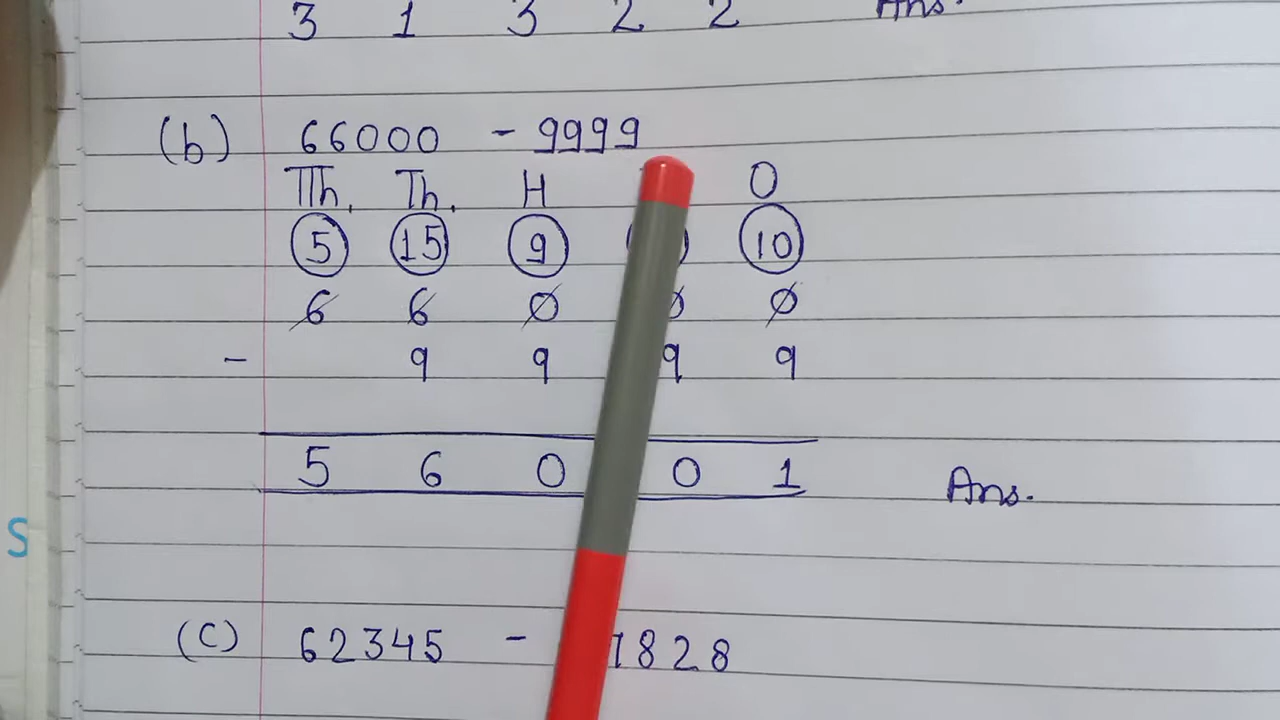 3 1 3 2 2 Ans.
(b) 66000 - 9999
TTh. Th. H O
5 15 9 10
6 6 0 0 0
- 9 9 9 9
5 6 0 0 1 Ans.
(C) 62345 - 1828
S